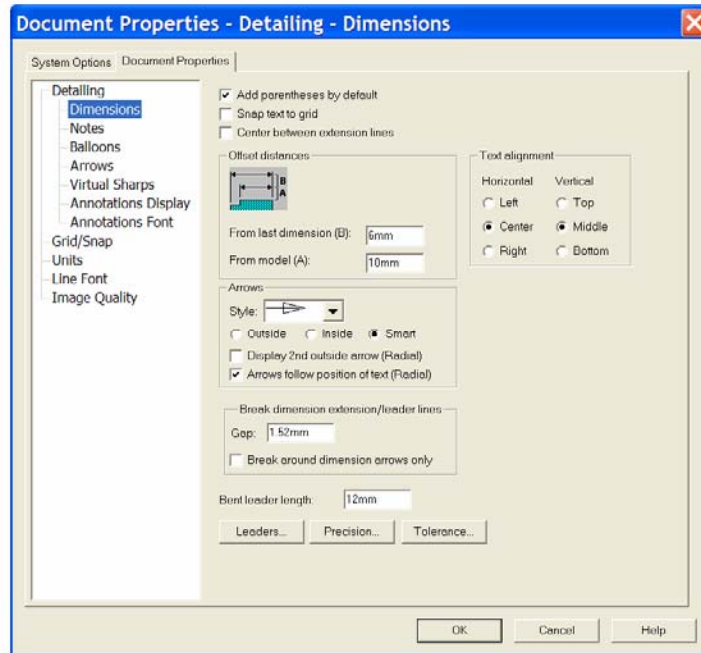 Document Properties - Detailing - Dimensions
System Options Document Properties
Detailing
Dimensions
Notes
Balloons
Arrows
Virtual Sharps
Annotations Display
Annotations Font
Grid/Snap
Units
Line Font
Image Quality
Add parentheses by default
Snap text to grid
Center between extension lines
Offset distances
B
A
From last dimension (B): 6mm
From model (A): 10mm
Text alignment
Horizontal Vertical
Left Top
Center Middle
Right Bottom
Arrows
Style:
Outside Inside Smart
Display 2nd outside arrow (Radial)
Arrows follow position of text (Radial)
Break dimension extension/leader lines
Gap: 1.52mm
Break around dimension arrows only
Bent leader length: 12mm
Leaders... Precision... Tolerance...
OK Cancel Help